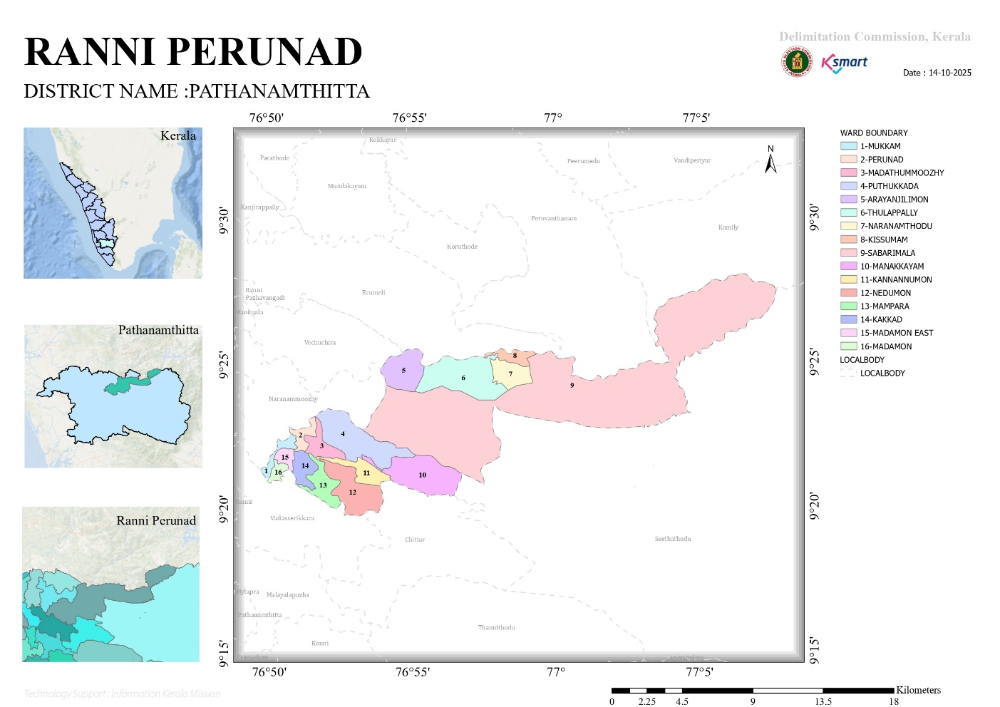 RANNI PERUNAD
DISTRICT NAME :PATHANAMTHITTA
Delimitation Commission, Kerala
STATE ELECTION COMMISSION
KERALA
Ksmart
Date : 14-10-2025
Kerala
Pathanamthitta
Ranni Perunad
76°50' 76°55' 77° 77°5'
9°30' 9°30'
9°25' 9°25'
9°20' 9°20'
9°15' 9°15'
76°50' 76°55' 77° 77°5'
N
Kokkayar
Parathode
Peerumedu
Vandiperiyar
Mundakayam
Kanjirappally
Peruvanthanam
Kumily
Koruthode
Ranni
Pazhavangadi
Erumeli
Manimala
Vechuchira
Naranammoozhy
Ranni
Vadasserikkara
Chittar
Seethathodu
Mylapra
Malayalapuzha
Pathanamthitta
Thannithodu
Konni
Pramadom
8
5
6
7
9
2
4
3
15
1
16
14
11
10
13
12
WARD BOUNDARY
1-MUKKAM
2-PERUNAD
3-MADATHUMMOOZHY
4-PUTHUKKADA
5-ARAYANJILIMON
6-THULAPPALLY
7-NARANAMTHODU
8-KISSUMAM
9-SABARIMALA
10-MANAKKAYAM
11-KANNANNUMON
12-NEDUMON
13-MAMPARA
14-KAKKAD
15-MADAMON EAST
16-MADAMON
LOCALBODY
LOCALBODY
Technology Support : Information Kerala Mission
Kilometers
0 2.25 4.5 9 13.5 18